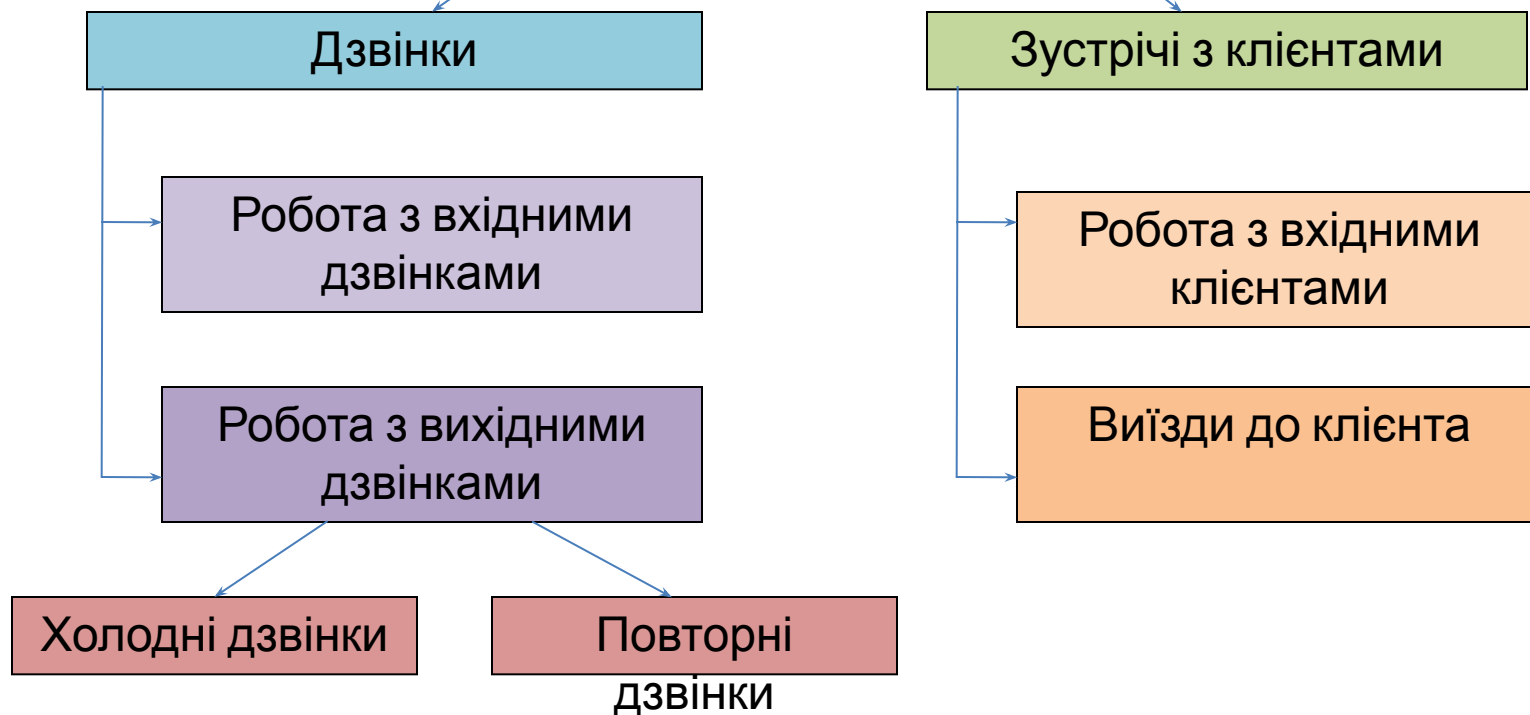 Дзвінки
Зустрічі з клієнтами
Робота з вхідними
дзвінками
Робота з вхідними
клієнтами
Робота з вихідними
дзвінками
Виїзди до клієнта
Холодні дзвінки
Повторні
дзвінки